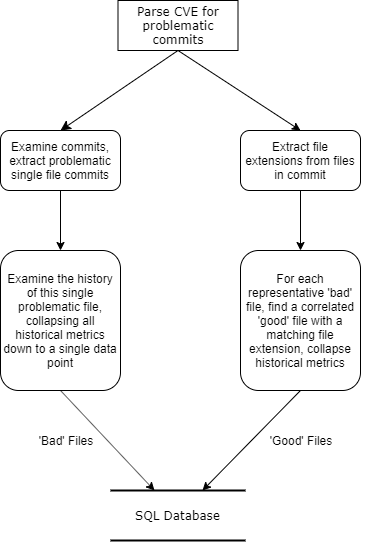 Parse CVE for
problematic
commits
Examine commits,
extract problematic
single file commits
Extract file
extensions from files
in commit
Examine the history
of this single
problematic file,
collapsing all
historical metrics
down to a single data
point
For each
representative 'bad'
file, find a correlated
'good' file with a
matching file
extension, collapse
historical metrics
'Bad' Files
'Good' Files
SQL Database